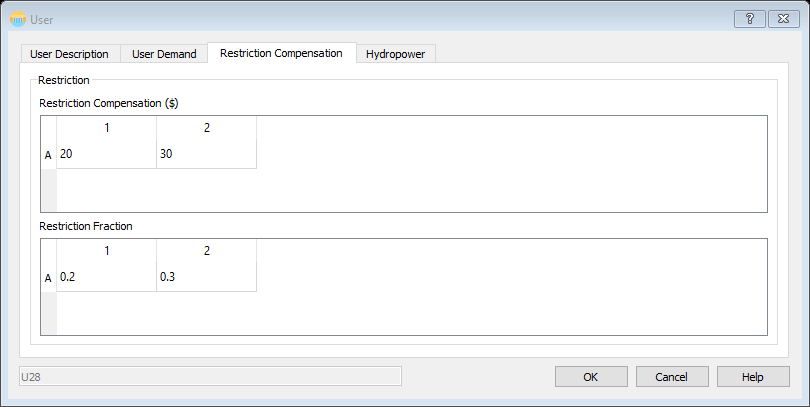 User
User Description User Demand Restriction Compensation Hydropower
Restriction
Restriction Compensation ($)
1 2
A 20 30
Restriction Fraction
1 2
A 0.2 0.3
U28 OK Cancel Help